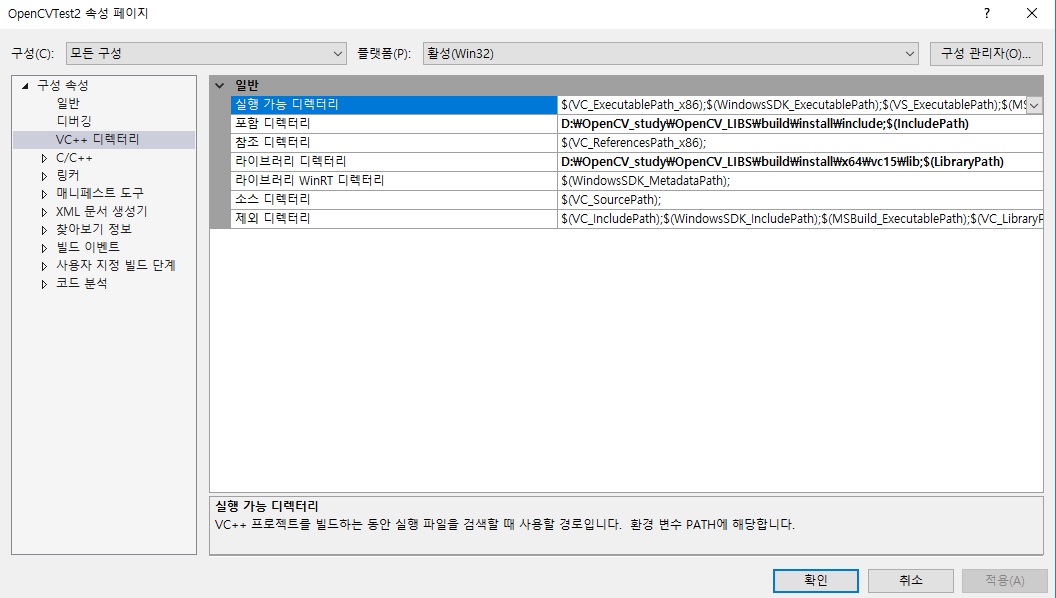 OpenCVTest2 속성 페이지
? ×
구성(C): 모든 구성 플랫폼(P): 활성(Win32) 구성 관리자(O)...
구성 속성
일반
디버깅
VC++ 디렉터리
C/C++
링커
매니페스트 도구
XML 문서 생성기
찾아보기 정보
빌드 이벤트
사용자 지정 빌드 단계
코드 분석
일반
실행 가능 디렉터리 $(VC_ExecutablePath_x86);$(WindowsSDK_ExecutablePath);$(VS_ExecutablePath);$(MS
포함 디렉터리 D:₩OpenCV_study₩OpenCV_LIBS₩build₩install₩include;$(IncludePath)
참조 디렉터리 $(VC_ReferencesPath_x86);
라이브러리 디렉터리 D:₩OpenCV_study₩OpenCV_LIBS₩build₩install₩x64₩vc15₩lib;$(LibraryPath)
라이브러리 WinRT 디렉터리 $(WindowsSDK_MetadataPath);
소스 디렉터리 $(VC_SourcePath);
제외 디렉터리 $(VC_IncludePath);$(WindowsSDK_IncludePath);$(MSBuild_ExecutablePath);$(VC_LibraryP
실행 가능 디렉터리
VC++ 프로젝트를 빌드하는 동안 실행 파일을 검색할 때 사용할 경로입니다. 환경 변수 PATH에 해당합니다.
확인 취소 적용(A)